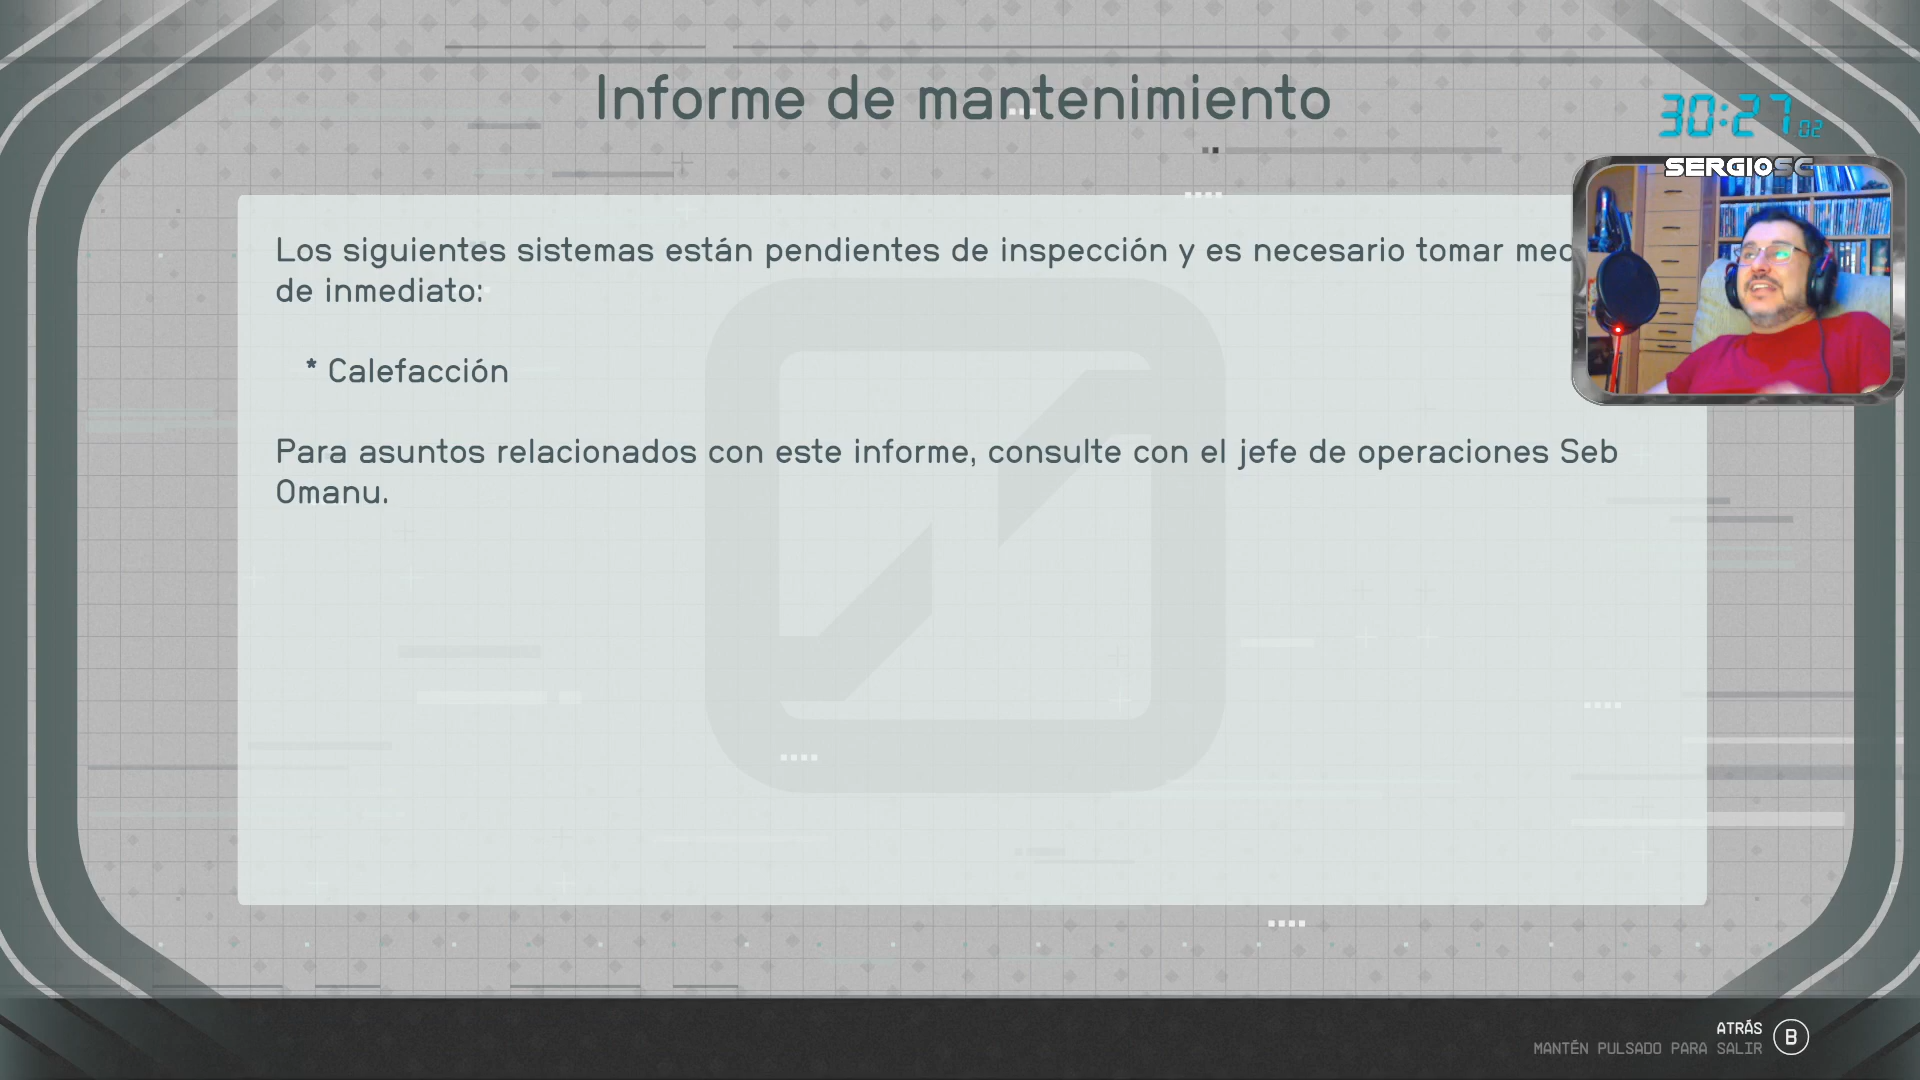 Informe de mantenimiento
30:27.02
SERGIOSC
Los siguientes sistemas están pendientes de inspección y es necesario tomar
de inmediato:
* Calefacción
Para asuntos relacionados con este informe, consulte con el jefe de operaciones Seb
Omanu.
ATRÁS
B
MANTÉN PULSADO PARA SALIR